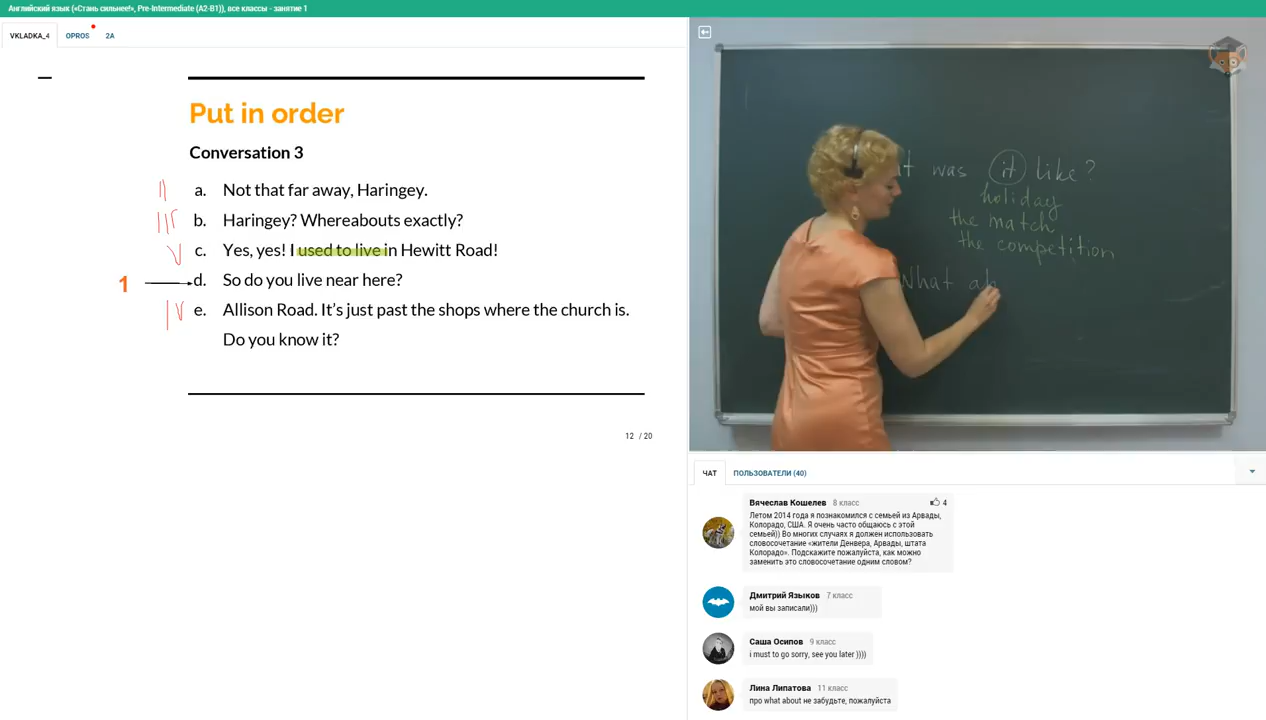 Английский язык («Стань сильнее!», Pre-Intermediate (A2-B1)), все классы - занятие 1
VKLADKA_4 OPROS 2A
Put in order
Conversation 3
II a. Not that far away, Haringey.
III b. Haringey? Whereabouts exactly?
V c. Yes, yes! I used to live in Hewitt Road!
1 d. So do you live near here?
IV e. Allison Road. It’s just past the shops where the church is.
Do you know it?
12 / 20
was it like?
holiday
the match
the competition
What ab
ЧАТ ПОЛЬЗОВАТЕЛИ (40)
Вячеслав Кошелев 8 класс 4
Летом 2014 года я познакомился с семьей из Арвады,
Колорадо, США. Я очень часто общаюсь с этой
семьей)) Во многих случаях я должен использовать
словосочетание «жители Денвера, Арвады, штата
Колорадо». Подскажите пожалуйста, как можно
заменить это словосочетание одним словом?
Дмитрий Языков 7 класс
мой вы записали)))
Саша Осипов 9 класс
i must to go sorry, see you later ))))
Лина Липатова 11 класс
про what about не забудьте, пожалуйста